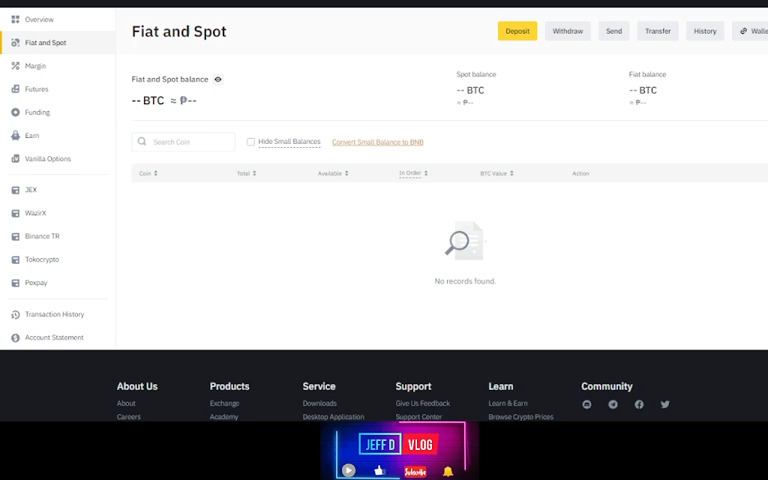 Overview
Fiat and Spot
Margin
Futures
Funding
Earn
Vanilla Options
JEX
WazirX
Binance TR
Tokocrypto
Pexpay
Transaction History
Account Statement
Fiat and Spot
Deposit
Withdraw
Send
Transfer
History
Fiat and Spot balance
-- BTC ≈ ₱--
Spot balance
-- BTC
≈ ₱--
Fiat balance
-- BTC
≈ ₱--
Search Coin
Hide Small Balances
Convert Small Balance to BNB
Coin Total Available In Order BTC Value Action
No records found.
About Us
About
Careers
Products
Exchange
Academy
Service
Downloads
Desktop Application
Support
Give Us Feedback
Support Center
Learn
Learn & Earn
Browse Crypto Prices
Community
JEFF D VLOG
Subscribe